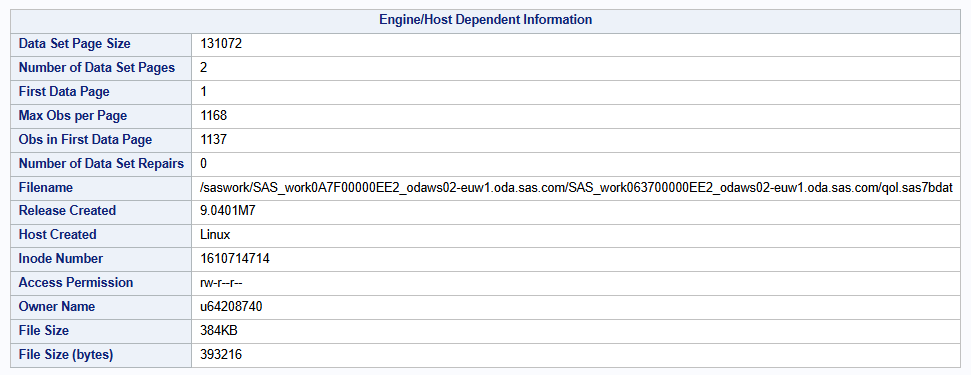 Engine/Host Dependent Information
Data Set Page Size 131072
Number of Data Set Pages 2
First Data Page 1
Max Obs per Page 1168
Obs in First Data Page 1137
Number of Data Set Repairs 0
Filename /saswork/SAS_work0A7F00000EE2_odaws02-euw1.oda.sas.com/SAS_work063700000EE2_odaws02-euw1.oda.sas.com/qol.sas7bdat
Release Created 9.0401M7
Host Created Linux
Inode Number 1610714714
Access Permission rw-r--r--
Owner Name u64208740
File Size 384KB
File Size (bytes) 393216